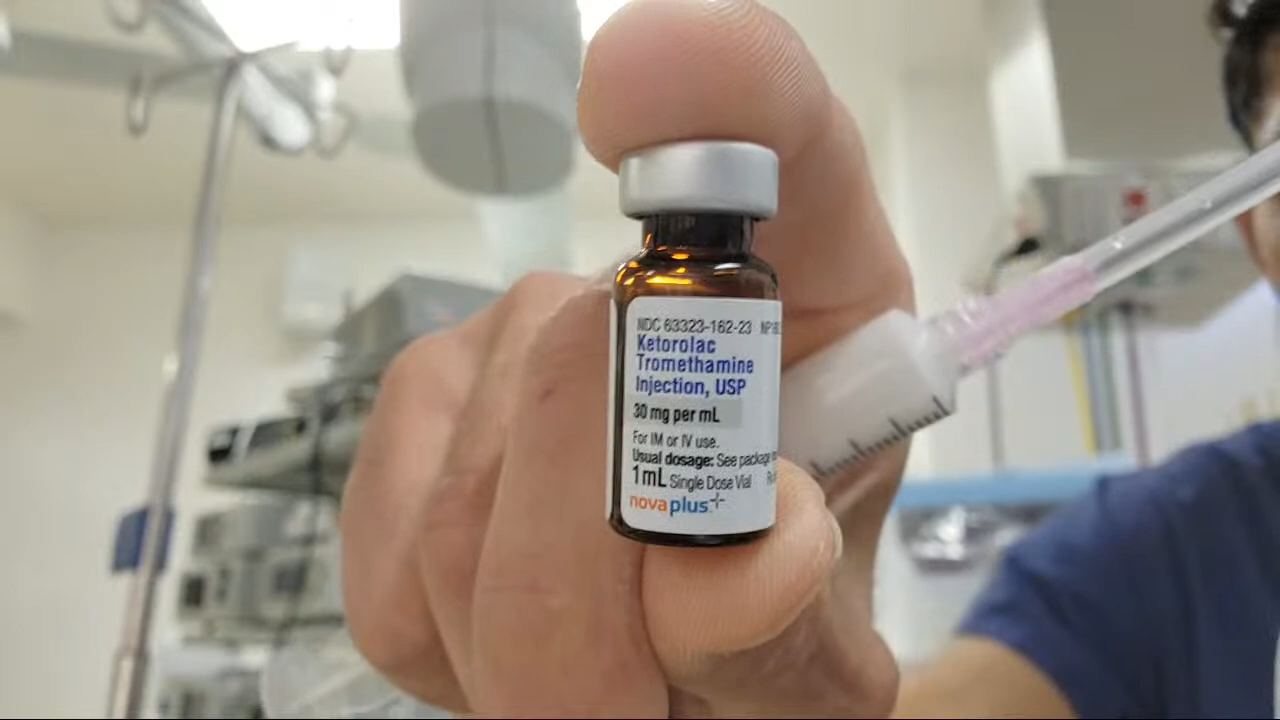 NDC 63323-162-23
Ketorolac
Tromethamine
Injection, USP
30 mg per mL
For IM or IV use.
Usual dosage: See package
1 mL Single Dose Vial
novaplus